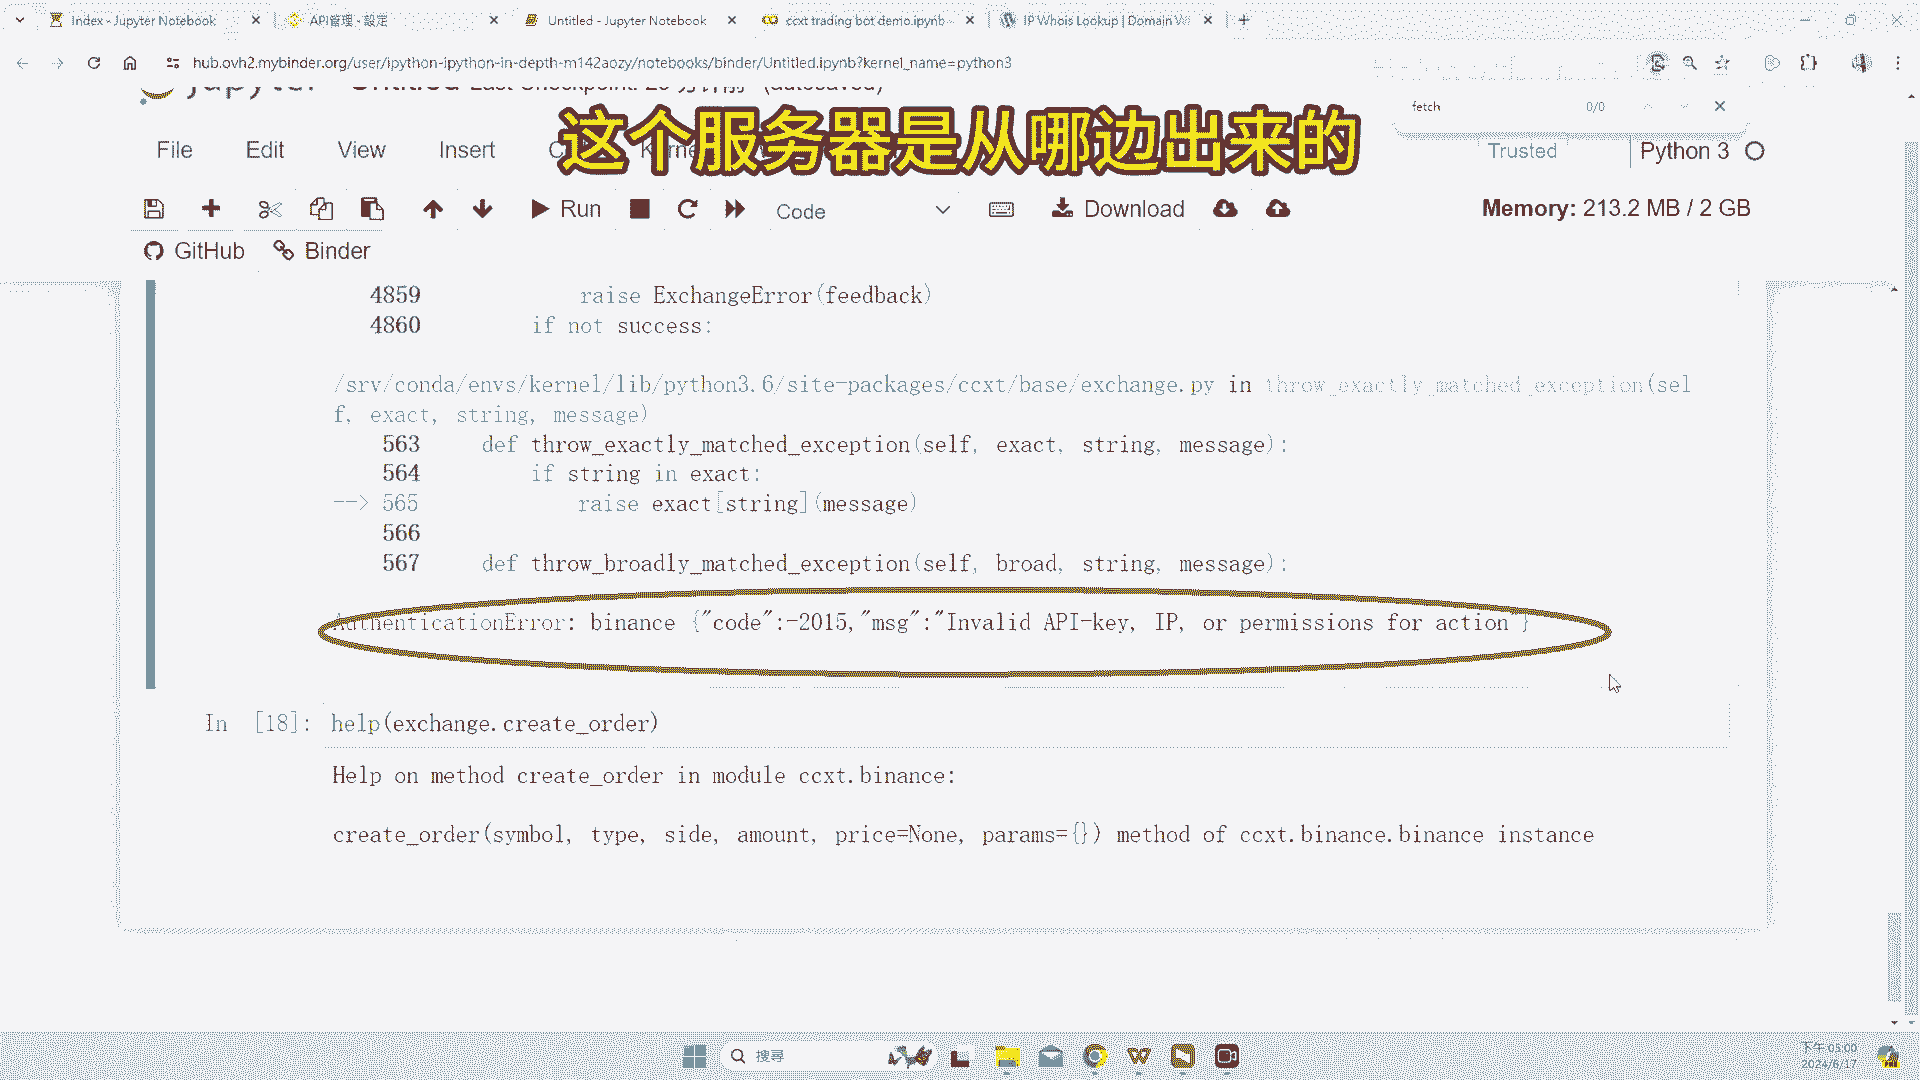 Index - Jupyter Notebook
API管理 - 設定
Untitled - Jupyter Notebook
ccxt trading bot demo.ipynb
IP Whois Lookup | Domain
hub.ovh2.mybinder.org/user/ipython-ipython-in-depth-m142aozy/notebooks/binder/Untitled.ipynb?kernel_name=python3
fetch 0/0
这个服务器是从哪边出来的
File Edit View Insert
Trusted Python 3
Run Code Download Memory: 213.2 MB / 2 GB
GitHub Binder
4859 raise ExchangeError(feedback)
4860 if not success:
/srv/conda/envs/kernel/lib/python3.6/site-packages/ccxt/base/exchange.py in throw_exactly_matched_exception(sel
f, exact, string, message)
563 def throw_exactly_matched_exception(self, exact, string, message):
564 if string in exact:
--> 565 raise exact[string](message)
566
567 def throw_broadly_matched_exception(self, broad, string, message):
AuthenticationError: binance {"code":-2015,"msg":"Invalid API-key, IP, or permissions for action }
In [18]: help(exchange.create_order)
Help on method create_order in module ccxt.binance:
create_order(symbol, type, side, amount, price=None, params={}) method of ccxt.binance.binance instance
搜尋
下午 05:00
2024/6/17